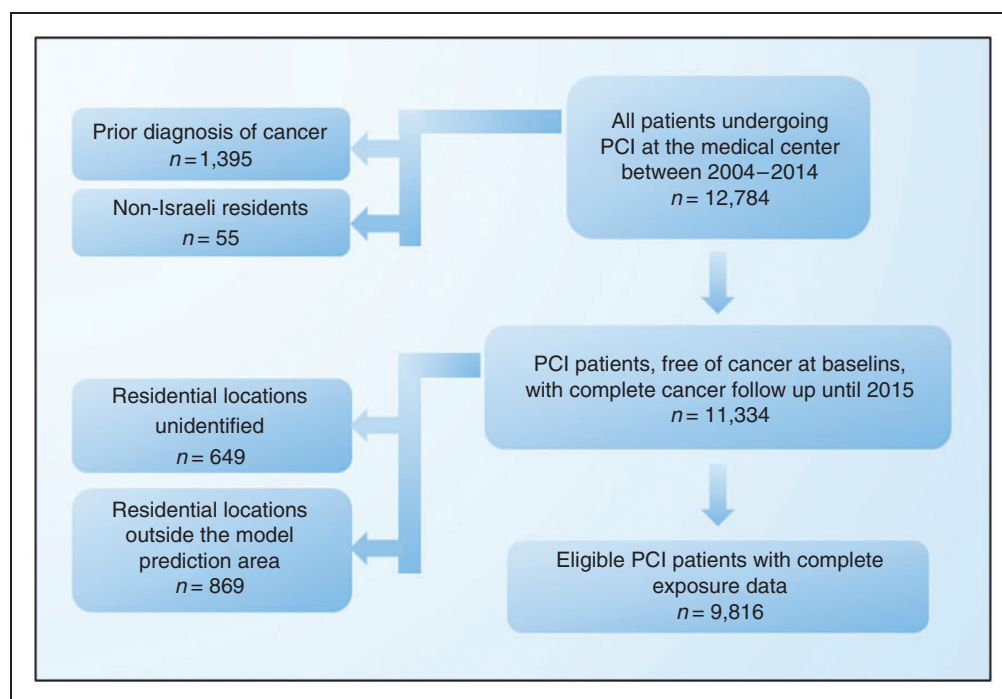 All patients undergoing
PCI at the medical center
between 2004–2014
n = 12,784
Prior diagnosis of cancer
n = 1,395
Non-Israeli residents
n = 55
PCI patients, free of cancer at baselins,
with complete cancer follow up until 2015
n = 11,334
Residential locations
unidentified
n = 649
Residential locations
outside the model
prediction area
n = 869
Eligible PCI patients with complete
exposure data
n = 9,816